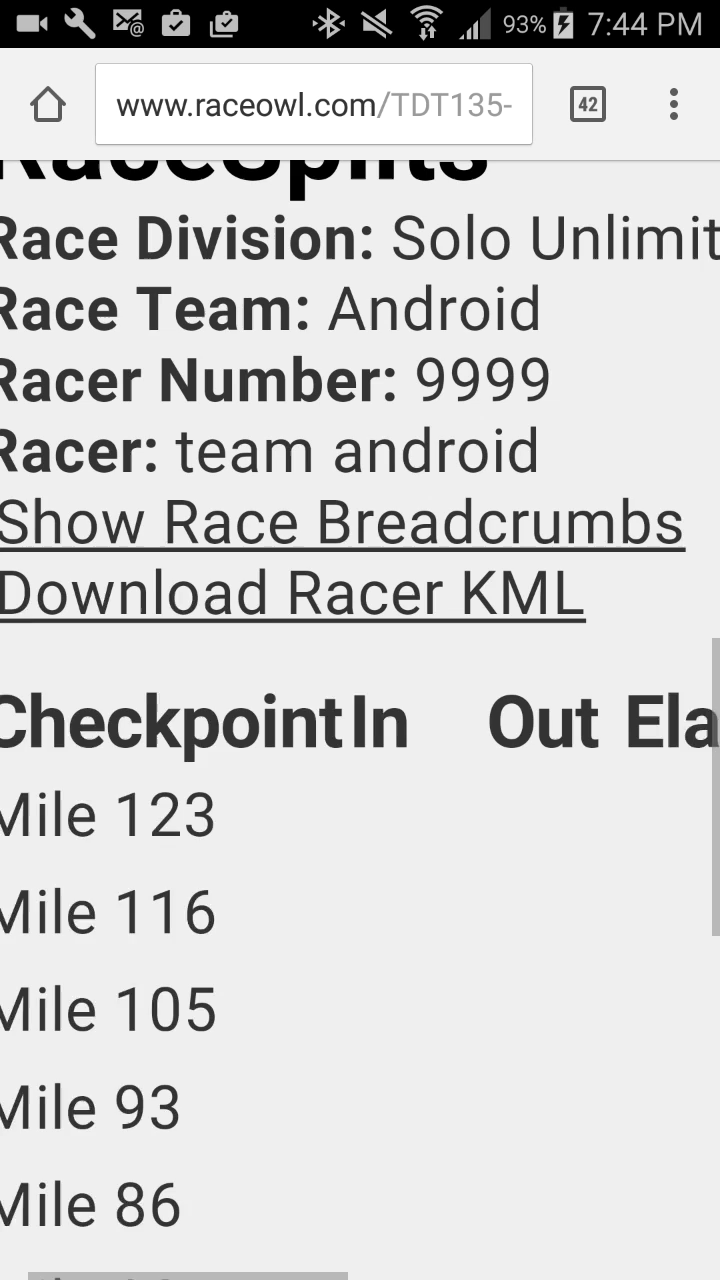 93% 7:44 PM
www.raceowl.com/TDT135-
42
RaceSplits
Race Division: Solo Unlimit
Race Team: Android
Racer Number: 9999
Racer: team android
Show Race Breadcrumbs
Download Racer KML
Checkpoint In Out Ela
Mile 123
Mile 116
Mile 105
Mile 93
Mile 86